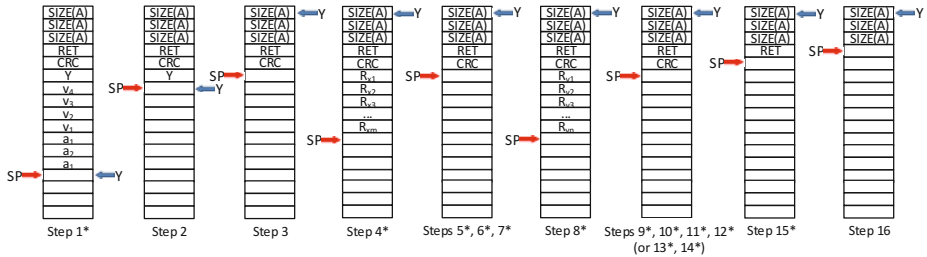 SIZE(A)
SIZE(A)
SIZE(A)
RET
CRC
Y
v₄
v₃
v₂
v₁
a₁
a₂
a₁
SP
Y
Step 1*
SIZE(A)
SIZE(A)
SIZE(A)
RET
CRC
Y
SP
Y
Step 2
SIZE(A)
Y
SIZE(A)
SIZE(A)
RET
CRC
SP
Step 3
SIZE(A)
Y
SIZE(A)
SIZE(A)
RET
CRC
Rₓ₁
Rₓ₂
Rₓ₃
...
Rₓₘ
SP
Step 4*
SIZE(A)
Y
SIZE(A)
SIZE(A)
RET
CRC
SP
Steps 5*, 6*, 7*
SIZE(A)
Y
SIZE(A)
SIZE(A)
RET
CRC
R_y1
R_y2
R_y3
...
R_yn
SP
Step 8*
SIZE(A)
Y
SIZE(A)
SIZE(A)
RET
CRC
SP
Steps 9*, 10*, 11*, 12*
(or 13*, 14*)
SIZE(A)
Y
SIZE(A)
SIZE(A)
RET
SP
Step 15*
SIZE(A)
Y
SIZE(A)
SIZE(A)
SP
Step 16